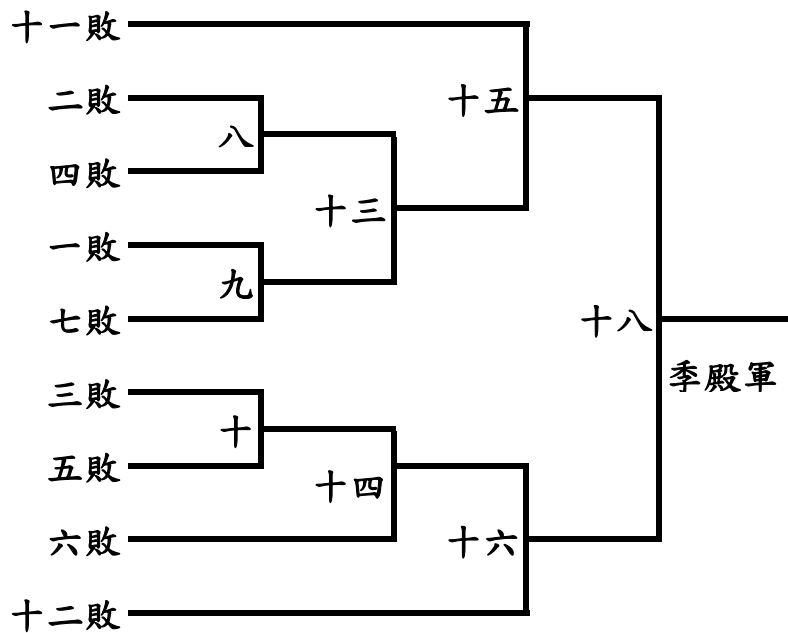 十一敗
十五
二敗
八
四敗
十三
一敗
九
七敗
十八
季殿軍
三敗
十
五敗
十四
六敗
十六
十二敗